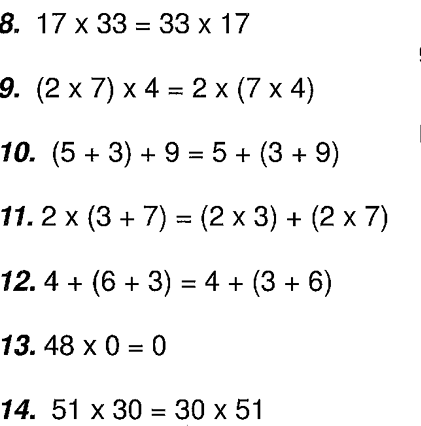 8. 17 x 33 = 33 x 17
9. (2 x 7) x 4 = 2 x (7 x 4)
10. (5 + 3) + 9 = 5 + (3 + 9)
11. 2 x (3 + 7) = (2 x 3) + (2 x 7)
12. 4 + (6 + 3) = 4 + (3 + 6)
13. 48 x 0 = 0
14. 51 x 30 = 30 x 51